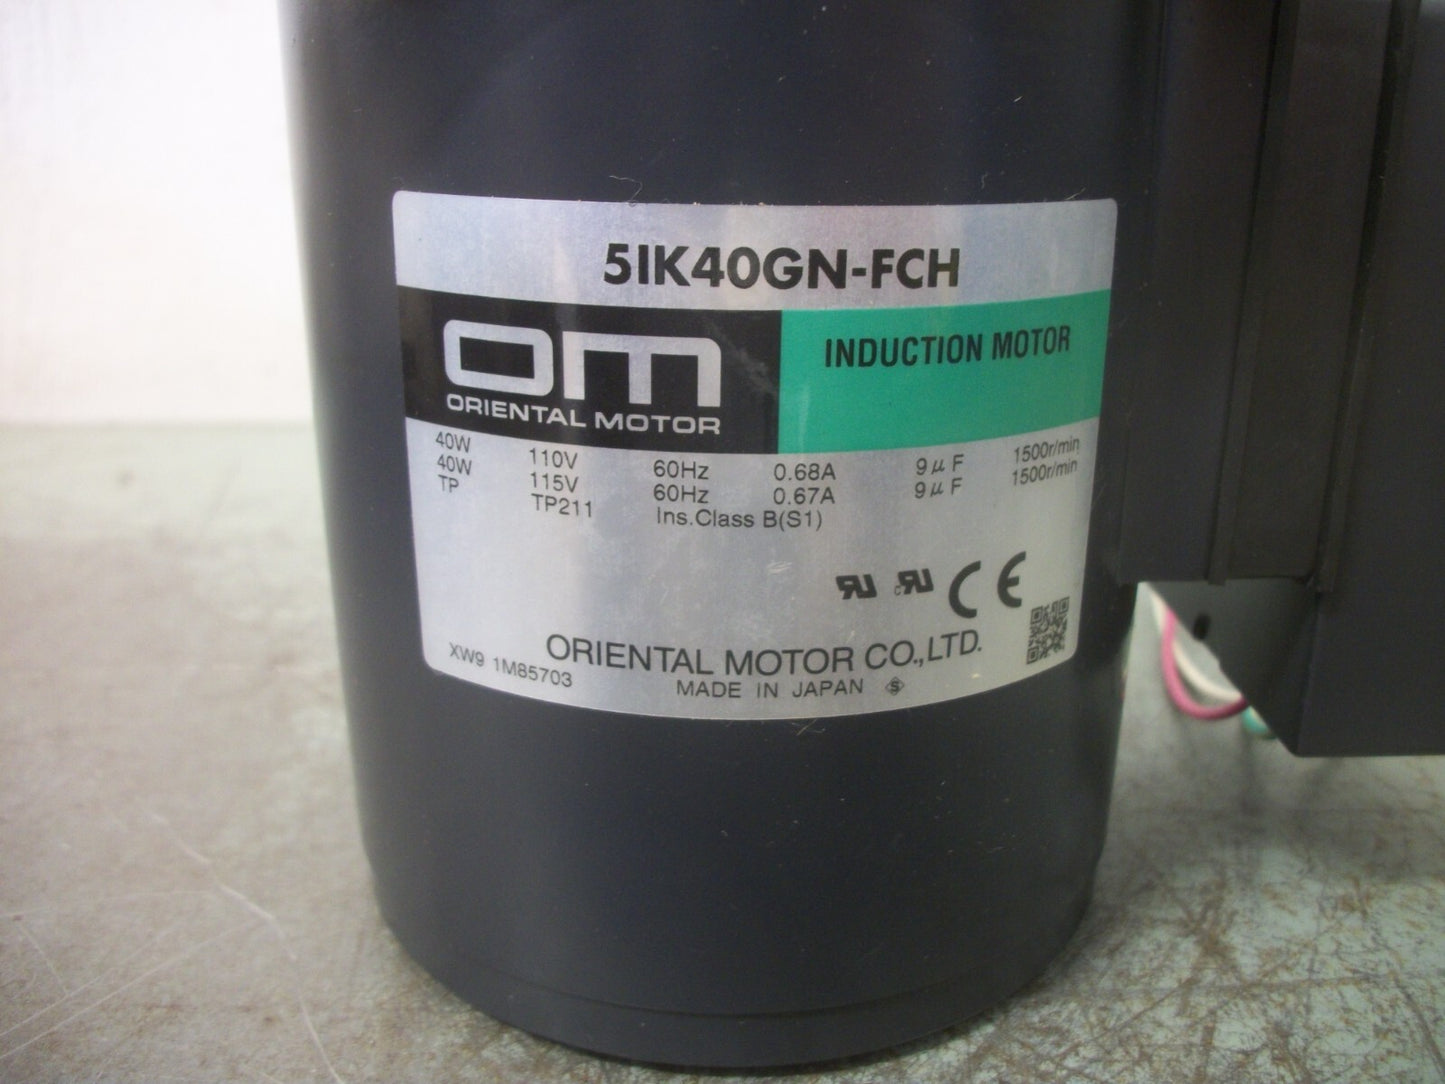 5IK40GN-FCH
OM
ORIENTAL MOTOR
INDUCTION MOTOR
40W 110V 60Hz 0.68A 9μF 1500r/min
40W 115V 60Hz 0.67A 9μF 1500r/min
TP TP211 Ins.Class B(S1)
RU cRU CE
ORIENTAL MOTOR CO.,LTD.
XW9 1M85703 MADE IN JAPAN S